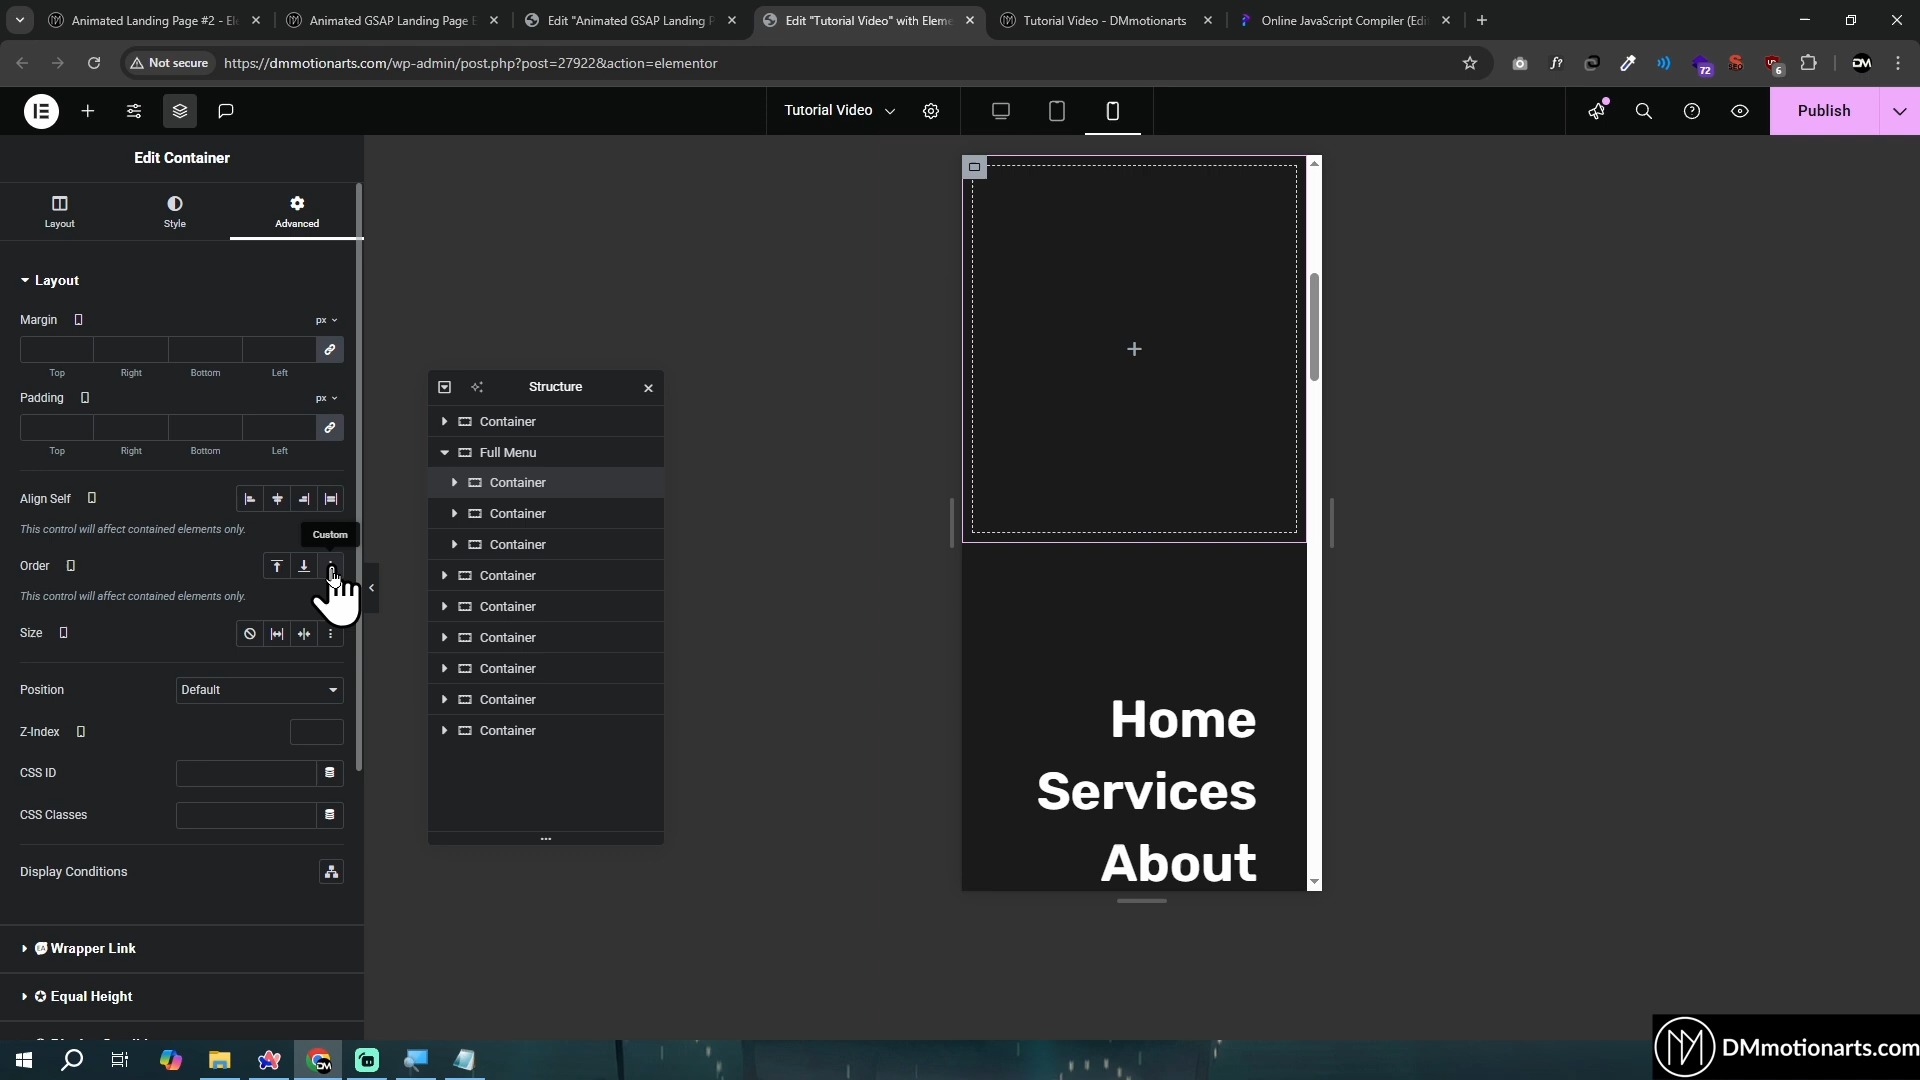 Animated Landing Page #2 - El
Animated GSAP Landing Page E
Edit "Animated GSAP Landing P
Edit "Tutorial Video" with Eleme
Tutorial Video - DMmotionarts
Online JavaScript Compiler (Edi
Not secure
https://dmmotionarts.com/wp-admin/post.php?post=27922&action=elementor
f?
72
SEO
6
DM
Tutorial Video
Publish
Edit Container
Layout
Style
Advanced
Layout
Margin
px
Top
Right
Bottom
Left
Padding
px
Top
Right
Bottom
Left
Align Self
This control will affect contained elements only.
Custom
Order
This control will affect contained elements only.
Size
Position
Default
Z-Index
CSS ID
CSS Classes
Display Conditions
Wrapper Link
Equal Height
Structure
Container
Full Menu
Container
Container
Container
Container
Container
Container
Container
Container
Container
Home
Services
About
DMmotionarts.com